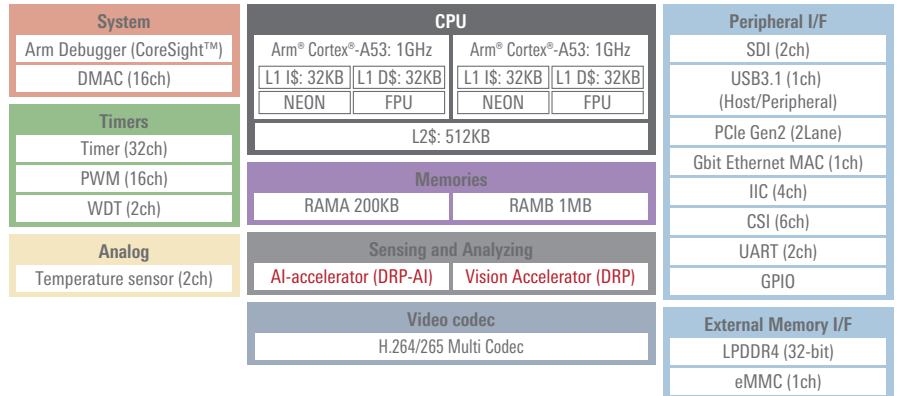 System
Arm Debugger (CoreSight™)
DMAC (16ch)
Timers
Timer (32ch)
PWM (16ch)
WDT (2ch)
Analog
Temperature sensor (2ch)
CPU
Arm® Cortex®-A53: 1GHz
L1 I$: 32KB
L1 D$: 32KB
NEON
FPU
Arm® Cortex®-A53: 1GHz
L1 I$: 32KB
L1 D$: 32KB
NEON
FPU
L2$: 512KB
Memories
RAMA 200KB
RAMB 1MB
Sensing and Analyzing
AI-accelerator (DRP-AI)
Vision Accelerator (DRP)
Video codec
H.264/265 Multi Codec
Peripheral I/F
SDI (2ch)
USB3.1 (1ch)
(Host/Peripheral)
PCIe Gen2 (2Lane)
Gbit Ethernet MAC (1ch)
IIC (4ch)
CSI (6ch)
UART (2ch)
GPIO
External Memory I/F
LPDDR4 (32-bit)
eMMC (1ch)